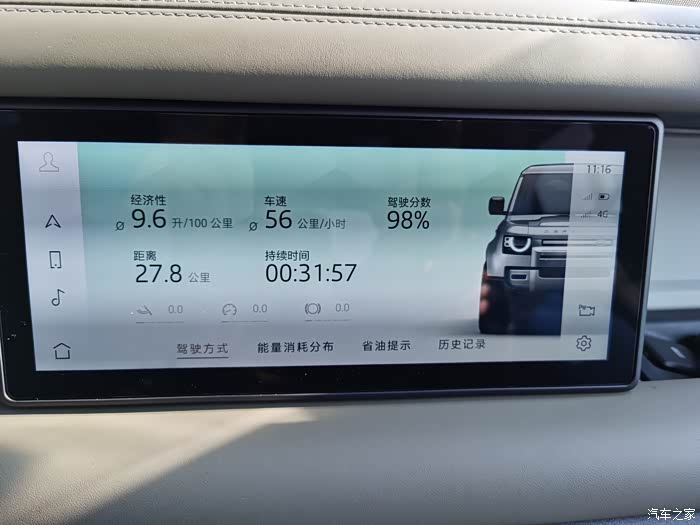 11:16
经济性 车速 驾驶分数
Ø 9.6 升/100 公里 Ø 56 公里/小时 98%
4G
距离 持续时间
27.8 公里 00:31:57
0.0 0.0 0.0
驾驶方式 能量消耗分布 省油提示 历史记录
汽车之家